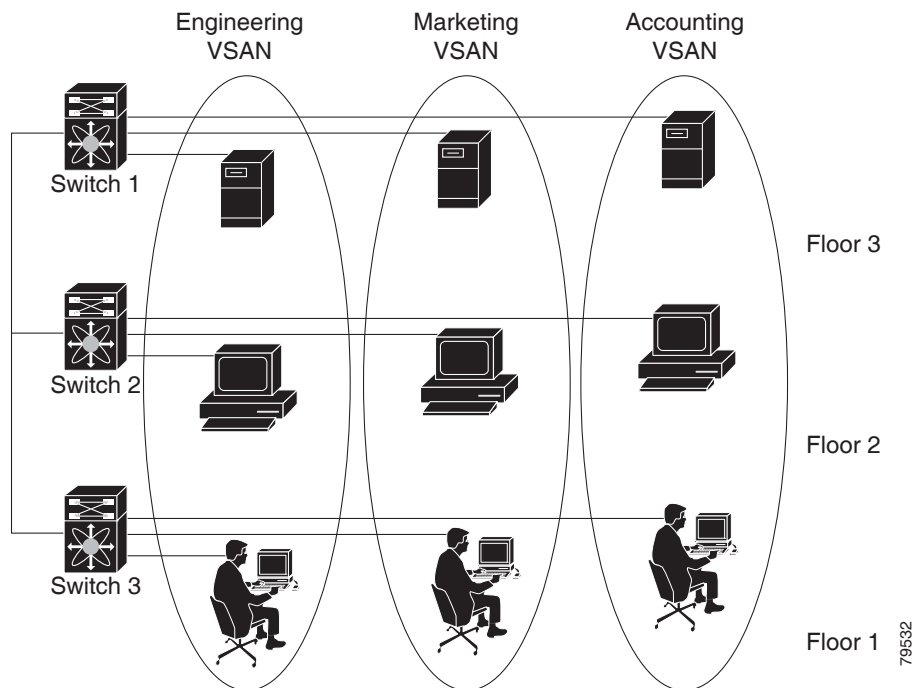 Engineering
VSAN
Marketing
VSAN
Accounting
VSAN
Switch 1
Floor 3
Switch 2
Floor 2
Switch 3
Floor 1
79532